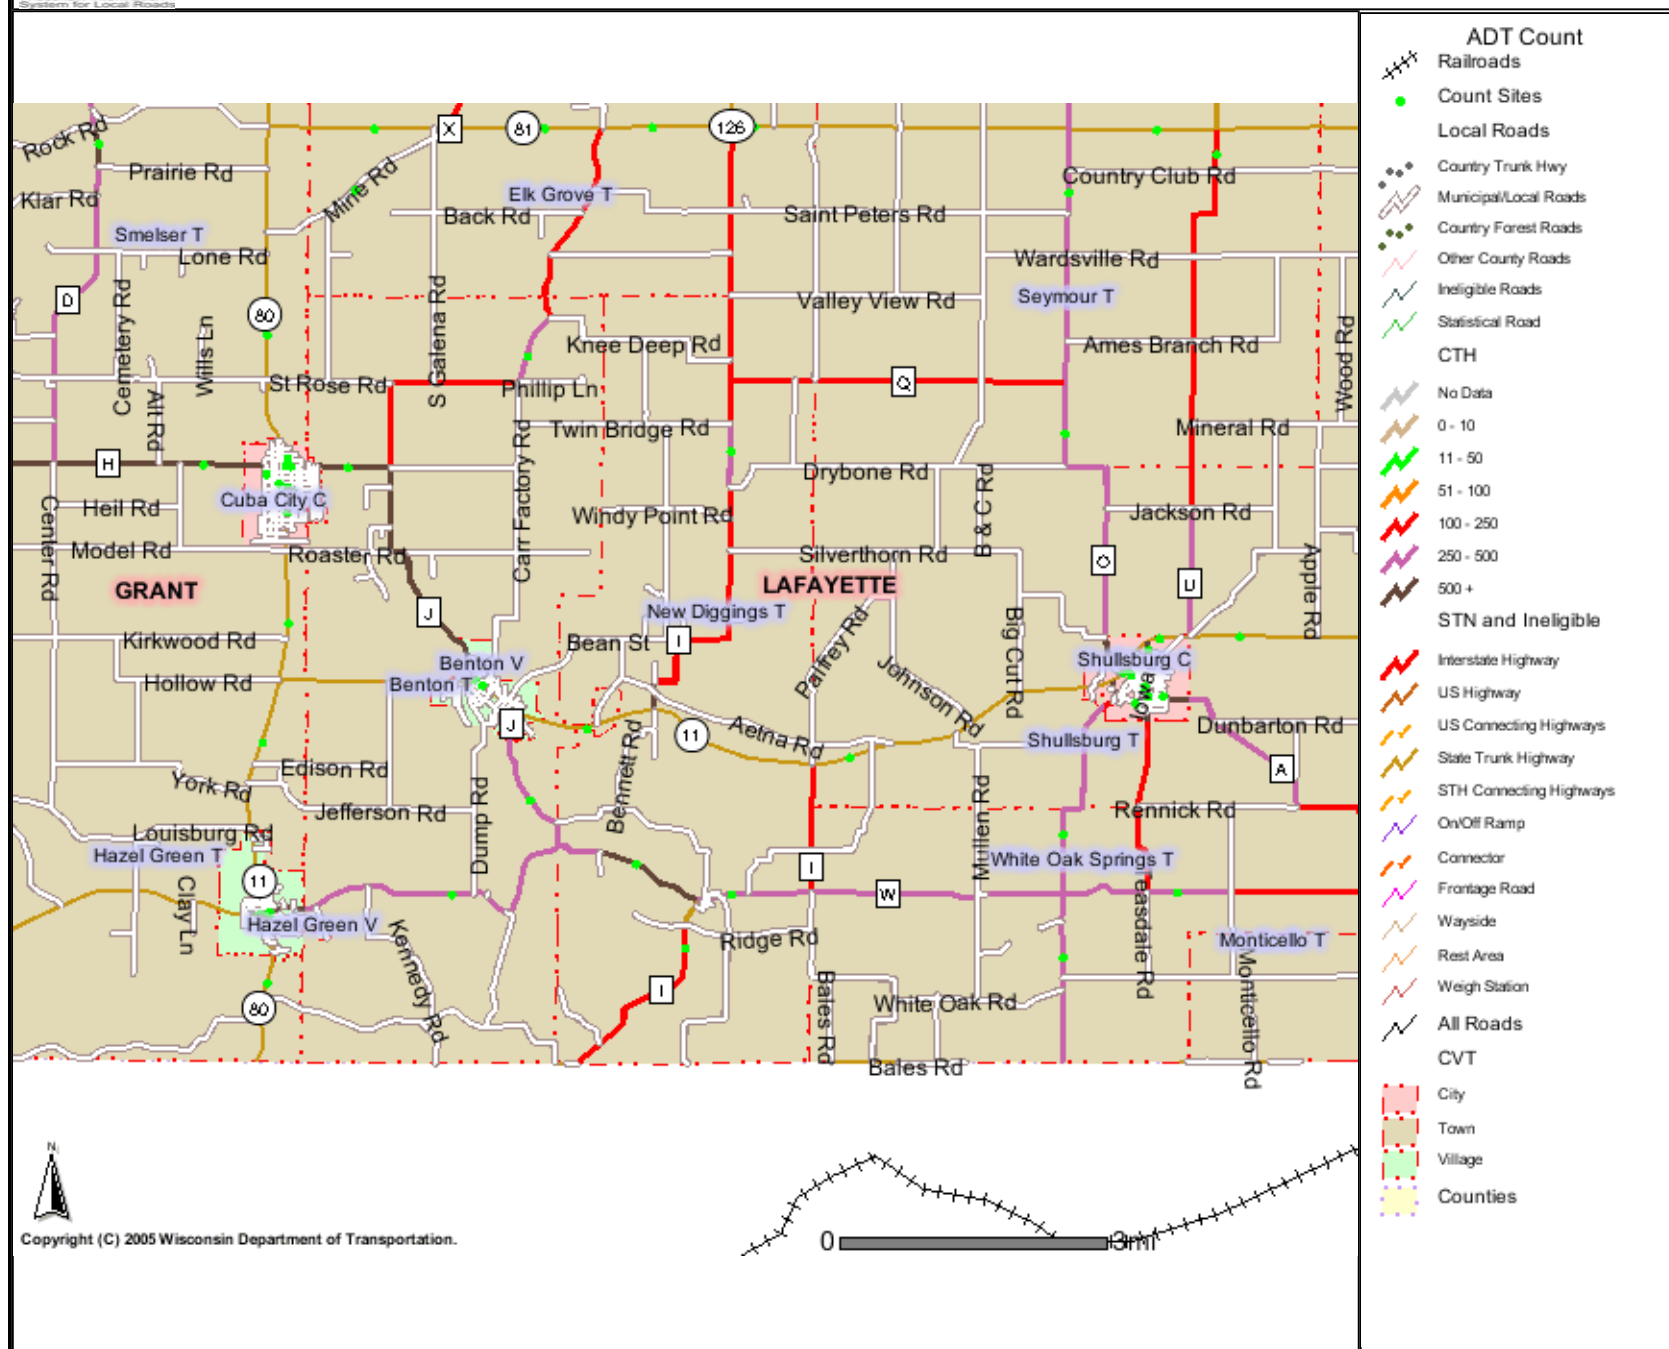 System for Local Roads
X
81
126
Rock Rd
Prairie Rd
Mine Rd
Country Club Rd
Klar Rd
Elk Grove T
Back Rd
Saint Peters Rd
Smelser T
Lone Rd
Wardsville Rd
D
80
Cemetery Rd
Wills Ln
S Galena Rd
Valley View Rd
Seymour T
Knee Deep Rd
Ames Branch Rd
Wood Rd
St Rose Rd
Phillip Ln
Q
Alt Rd
Twin Bridge Rd
Mineral Rd
H
Carr Factory Rd
Drybone Rd
B & C Rd
Cuba City C
Heil Rd
Center Rd
Windy Point Rd
Jackson Rd
Model Rd
Roaster Rd
Silverthorn Rd
O
U
Apple Rd
GRANT
LAFAYETTE
J
New Diggings T
Kirkwood Rd
Bean St
I
Palfrey Rd
Big Cut Rd
Benton V
Shullsburg C
Hollow Rd
Benton T
Johnson Rd
Iowa
J
11
Aetna Rd
Shullsburg T
Dunbarton Rd
York Rd
Edison Rd
Dump Rd
Bennett Rd
Mullen Rd
A
Jefferson Rd
Rennick Rd
Louisburg Rd
Hazel Green T
White Oak Springs T
11
I
W
Clay Ln
Hazel Green V
Kennedy Rd
Ridge Rd
Teasdale Rd
Monticello T
80
I
Bales Rd
White Oak Rd
Monticello Rd
Bales Rd
N
Copyright (C) 2005 Wisconsin Department of Transportation.
0
3mi
ADT Count
Railroads
Count Sites
Local Roads
Country Trunk Hwy
Municipal/Local Roads
Country Forest Roads
Other County Roads
Ineligible Roads
Statistical Road
CTH
No Data
0 - 10
11 - 50
51 - 100
100 - 250
250 - 500
500 +
STN and Ineligible
Interstate Highway
US Highway
US Connecting Highways
State Trunk Highway
STH Connecting Highways
On/Off Ramp
Connector
Frontage Road
Wayside
Rest Area
Weigh Station
All Roads
CVT
City
Town
Village
Counties